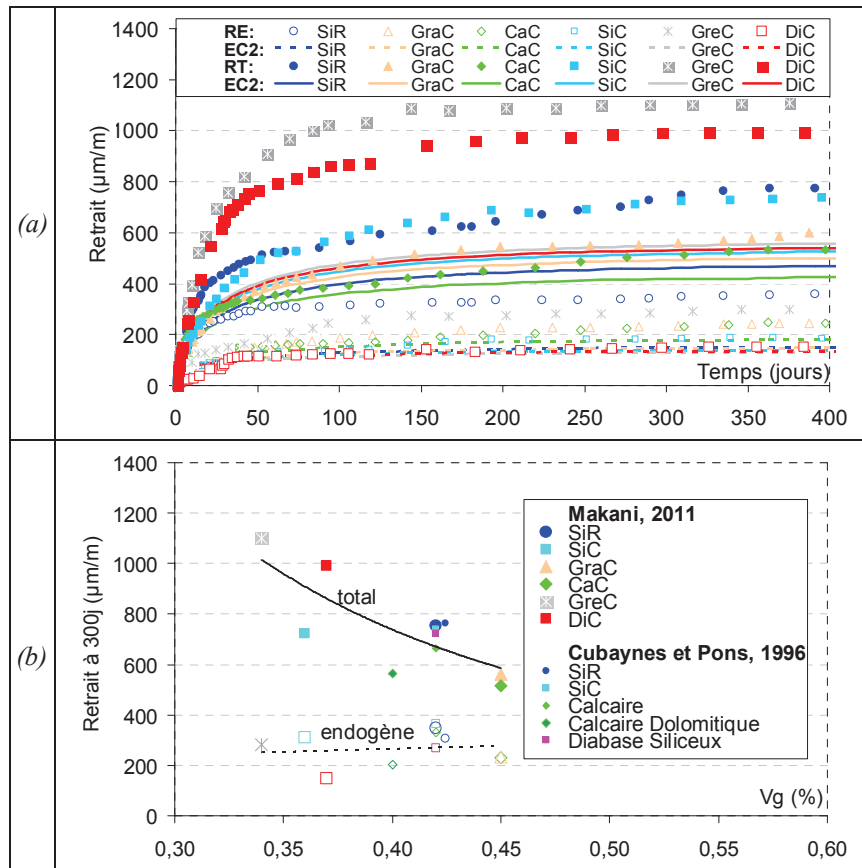 (a)
RE: SiR GraC CaC SiC GreC DiC
EC2: SiR GraC CaC SiC GreC DiC
RT: SiR GraC CaC SiC GreC DiC
EC2: SiR GraC CaC SiC GreC DiC
Retrait (µm/m)
1400
1200
1000
800
600
400
200
0
Temps (jours)
0 50 100 150 200 250 300 350 400
(b)
Retrait à 300j (µm/m)
1400
1200
1000
800
600
400
200
0
total
endogène
Makani, 2011
SiR
SiC
GraC
CaC
GreC
DiC
Cubaynes et Pons, 1996
SiR
SiC
Calcaire
Calcaire Dolomitique
Diabase Siliceux
Vg (%)
0,30 0,35 0,40 0,45 0,50 0,55 0,60